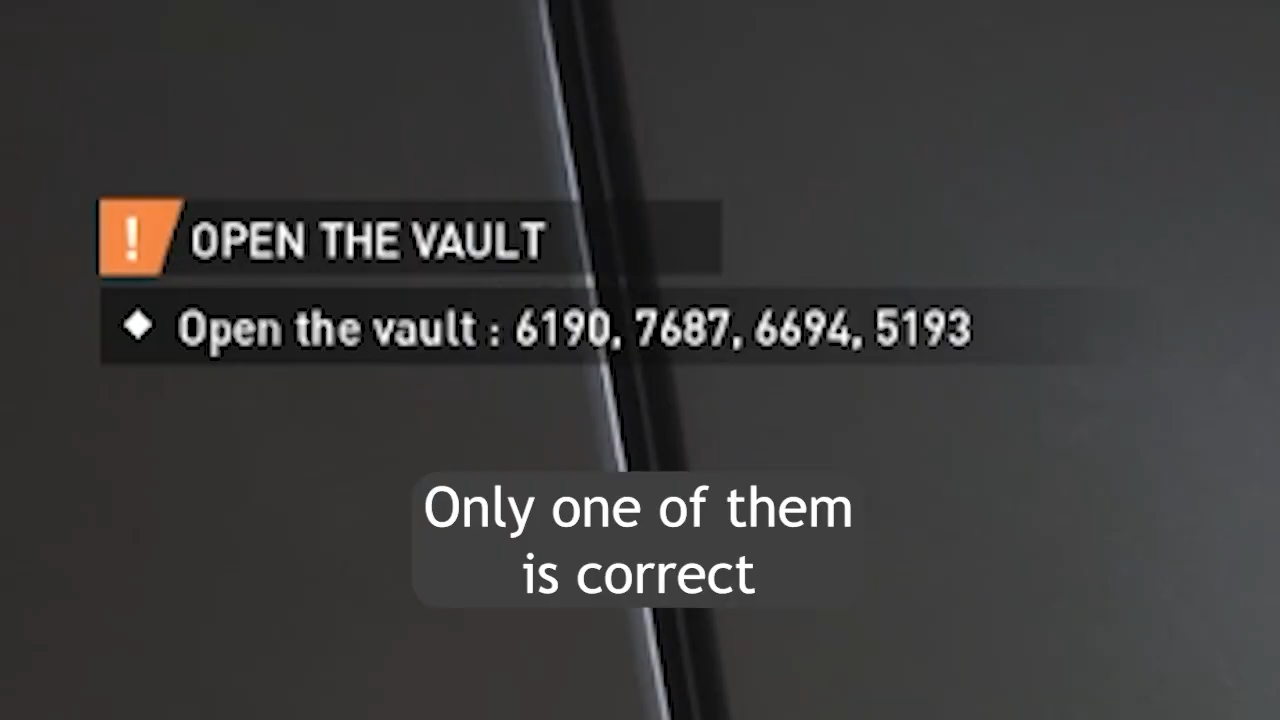 ! OPEN THE VAULT
Open the vault : 6190, 7687, 6694, 5193
Only one of them
is correct